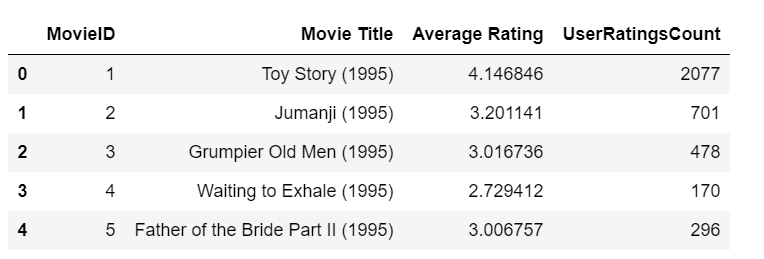 MovieID Movie Title Average Rating UserRatingsCount
0 1 Toy Story (1995) 4.146846 2077
1 2 Jumanji (1995) 3.201141 701
2 3 Grumpier Old Men (1995) 3.016736 478
3 4 Waiting to Exhale (1995) 2.729412 170
4 5 Father of the Bride Part II (1995) 3.006757 296